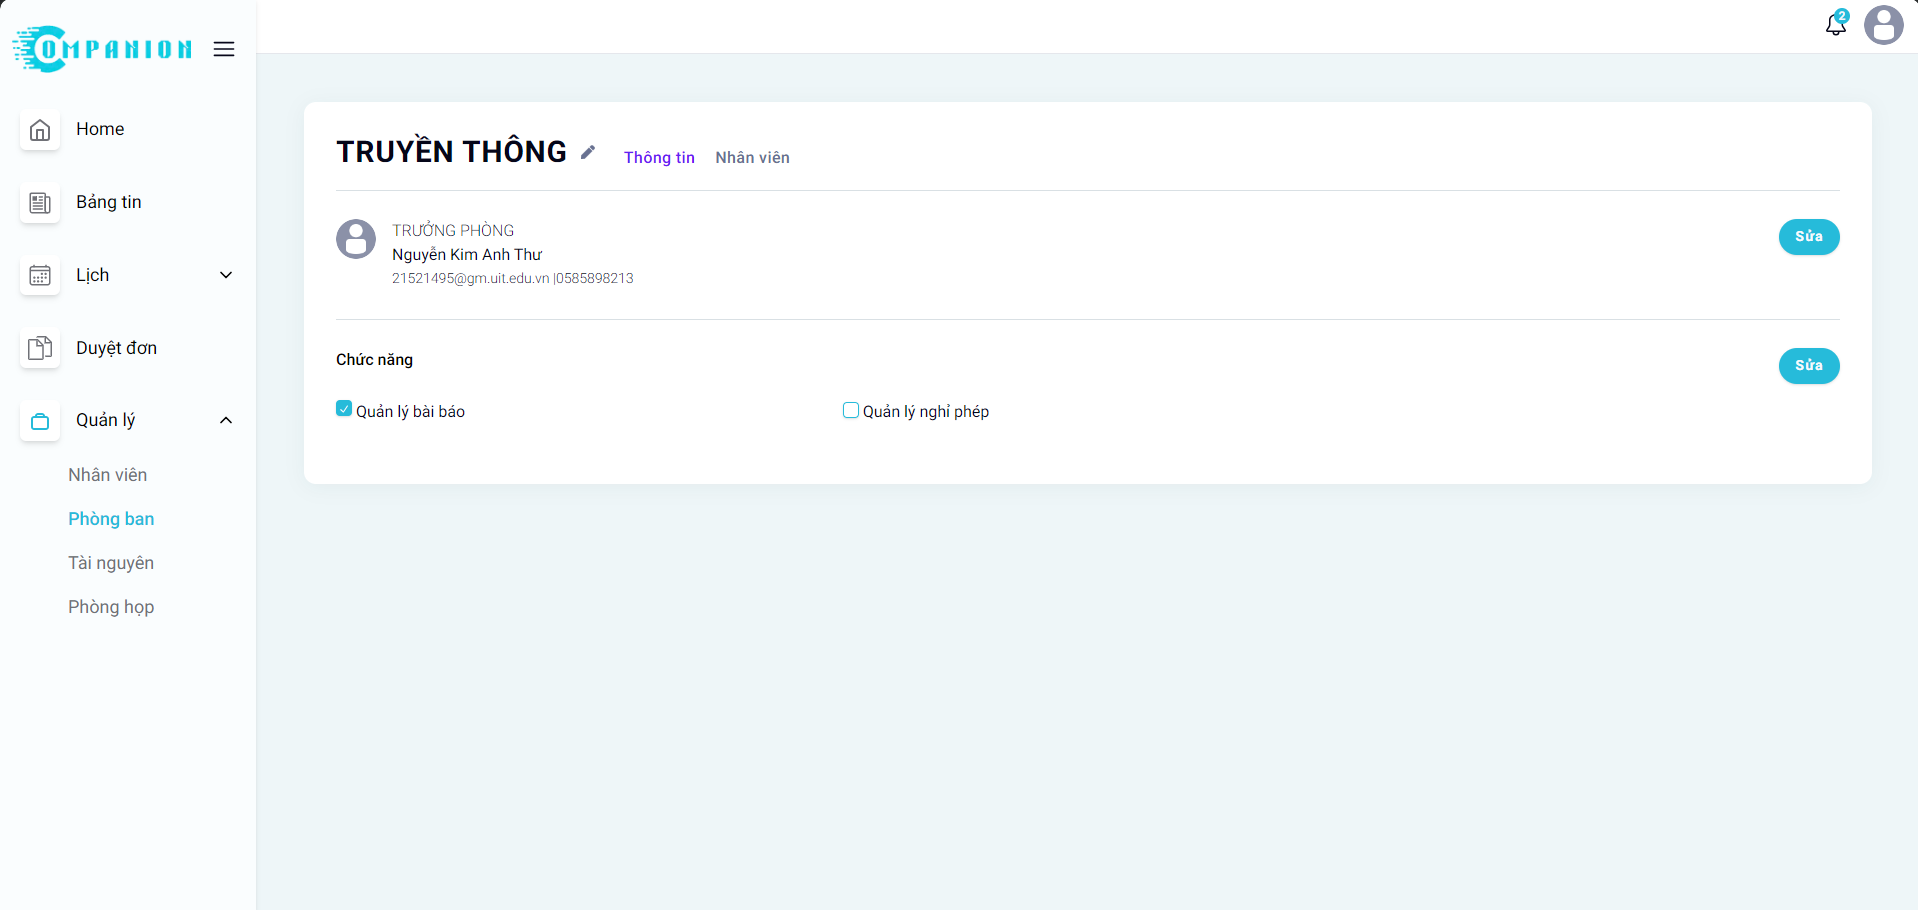 COMPANION
2
Home
Bảng tin
Lịch
Duyệt đơn
Quản lý
Nhân viên
Phòng ban
Tài nguyên
Phòng họp
TRUYỀN THÔNG
Thông tin
Nhân viên
TRƯỞNG PHÒNG
Nguyễn Kim Anh Thư
21521495@gm.uit.edu.vn |0585898213
Sửa
Chức năng
Sửa
Quản lý bài báo
Quản lý nghỉ phép